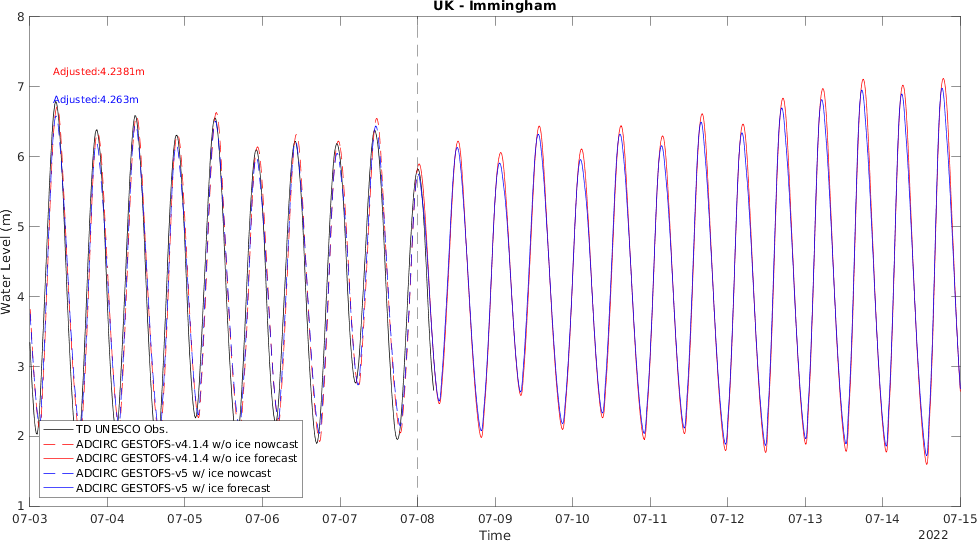 UK - Immingham
8
7
6
5
4
3
2
1
Water Level (m)
Adjusted:4.2381m
Adjusted:4.263m
TD UNESCO Obs.
ADCIRC GESTOFS-v4.1.4 w/o ice nowcast
ADCIRC GESTOFS-v4.1.4 w/o ice forecast
ADCIRC GESTOFS-v5 w/ ice nowcast
ADCIRC GESTOFS-v5 w/ ice forecast
07-03 07-04 07-05 07-06 07-07 07-08 07-09 07-10 07-11 07-12 07-13 07-14 07-15
Time
2022